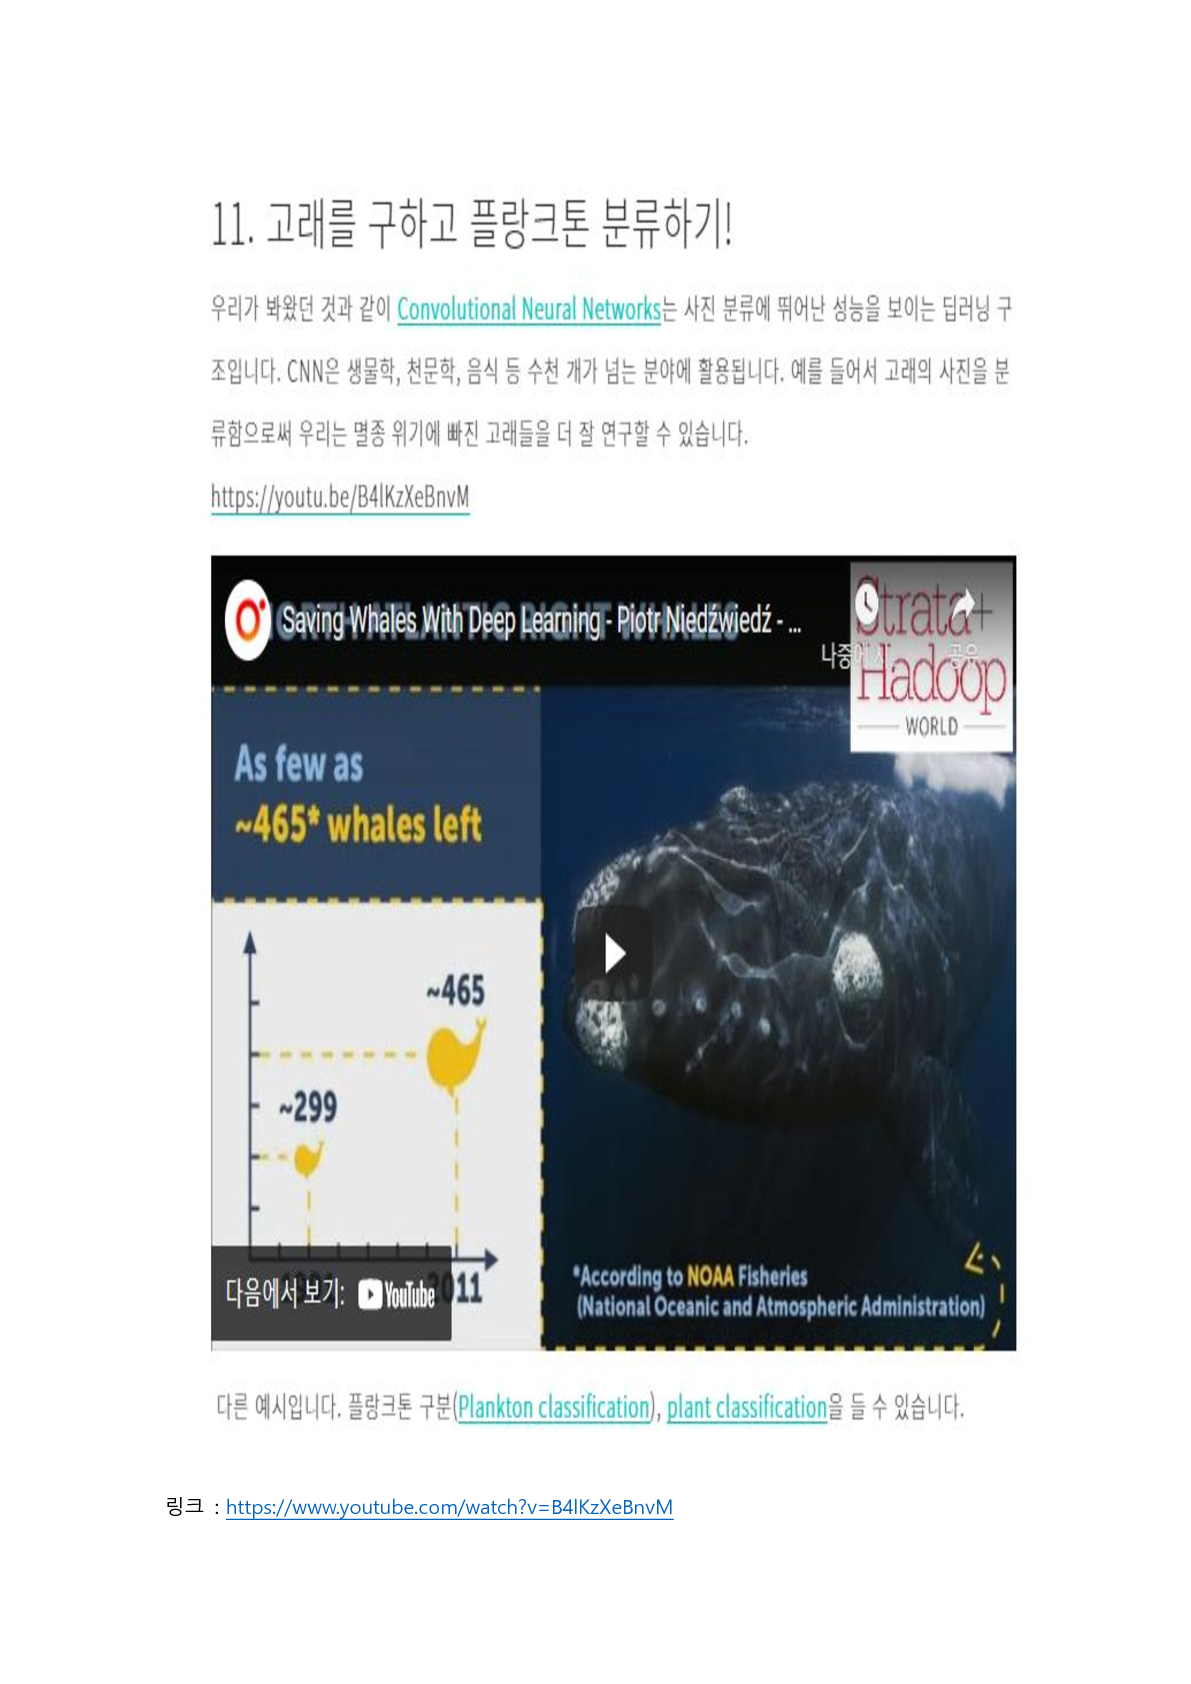 11. 고래를 구하고 플랑크톤 분류하기!
우리가 봐왔던 것과 같이 Convolutional Neural Networks는 사진 분류에 뛰어난 성능을 보이는 딥러닝 구
조입니다. CNN은 생물학, 천문학, 음식 등 수천 개가 넘는 분야에 활용됩니다. 예를 들어서 고래의 사진을 분
류함으로써 우리는 멸종 위기에 빠진 고래들을 더 잘 연구할 수 있습니다.
https://youtu.be/B4lKzXeBnvM
Saving Whales With Deep Learning - Piotr Niedźwiedź - ...
Strata+
Hadoop
WORLD
나중에
공유
As few as
~465* whales left
~465
~299
2011
다음에서 보기: YouTube
*According to NOAA Fisheries
(National Oceanic and Atmospheric Administration)
다른 예시입니다. 플랑크톤 구분(Plankton classification), plant classification을 들 수 있습니다.
링크 : https://www.youtube.com/watch?v=B4lKzXeBnvM